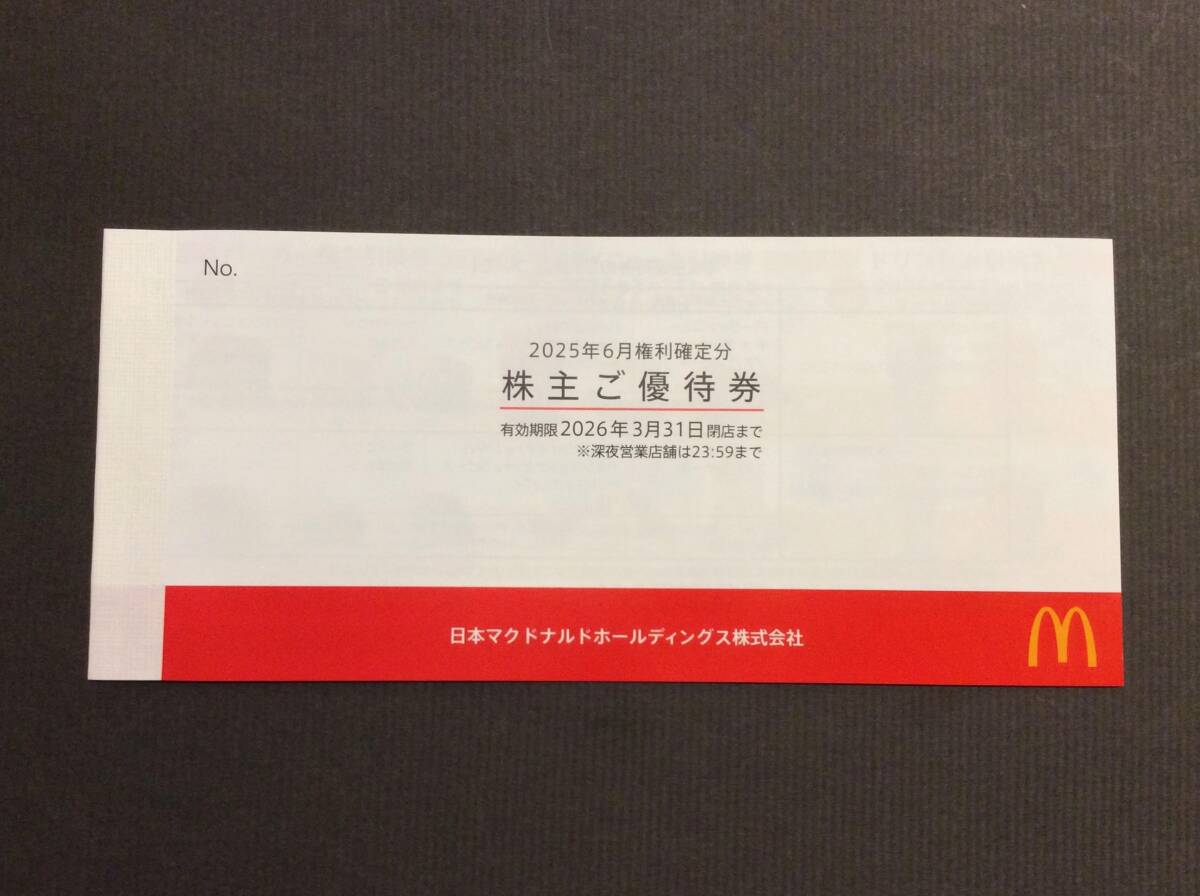 No.
2025年6月権利確定分
株主ご優待券
有効期限2026年3月31日閉店まで
※深夜営業店舗は23:59まで
日本マクドナルドホールディングス株式会社